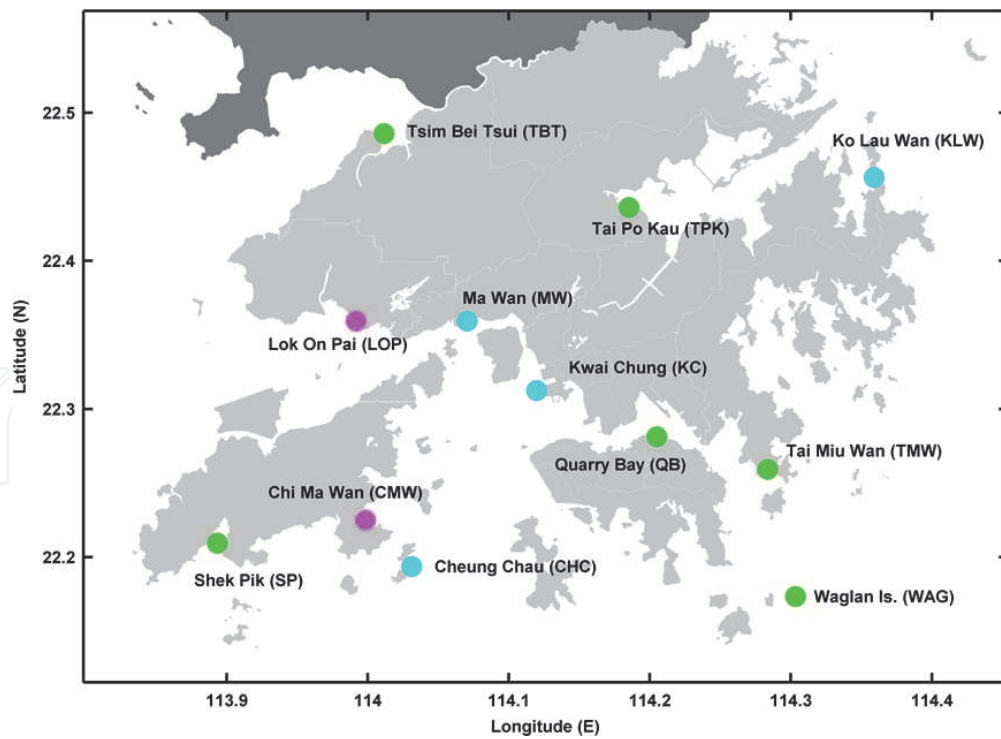 22.5
22.4
22.3
22.2
Latitude (N)
Tsim Bei Tsui (TBT)
Ko Lau Wan (KLW)
Tai Po Kau (TPK)
Ma Wan (MW)
Lok On Pai (LOP)
Kwai Chung (KC)
Tai Miu Wan (TMW)
Quarry Bay (QB)
Chi Ma Wan (CMW)
Shek Pik (SP)
Cheung Chau (CHC)
Waglan Is. (WAG)
113.9 114 114.1 114.2 114.3 114.4
Longitude (E)